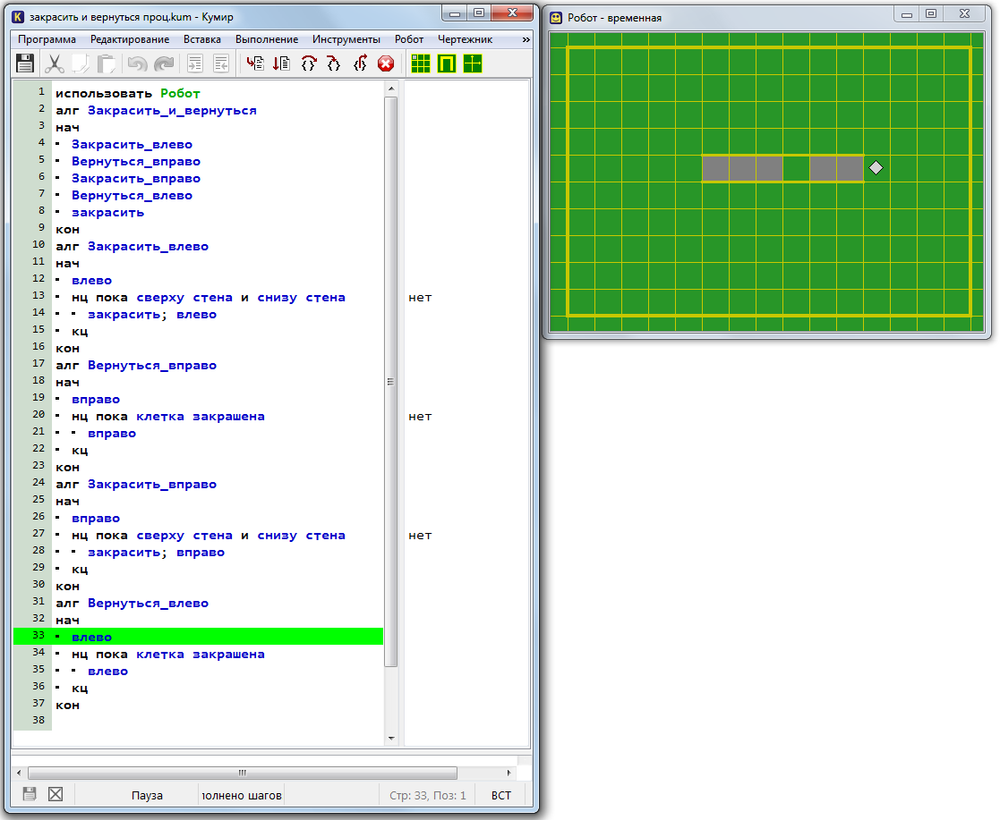 закрасить и вернуться проц.kum - Кумир
Программа Редактирование Вставка Выполнение Инструменты Робот Чертежник »
1 использовать Робот
2 алг Закрасить_и_вернуться
3 нач
4 Закрасить_влево
5 Вернуться_вправо
6 Закрасить_вправо
7 Вернуться_влево
8 закрасить
9 кон
10 алг Закрасить_влево
11 нач
12 влево
13 нц пока сверху стена и снизу стена нет
14 закрасить; влево
15 кц
16 кон
17 алг Вернуться_вправо
18 нач
19 вправо
20 нц пока клетка закрашена нет
21 вправо
22 кц
23 кон
24 алг Закрасить_вправо
25 нач
26 вправо
27 нц пока сверху стена и снизу стена нет
28 закрасить; вправо
29 кц
30 кон
31 алг Вернуться_влево
32 нач
33 влево
34 нц пока клетка закрашена
35 влево
36 кц
37 кон
38
Пауза олнено шагов Стр: 33, Поз: 1 ВСТ
Робот - временная